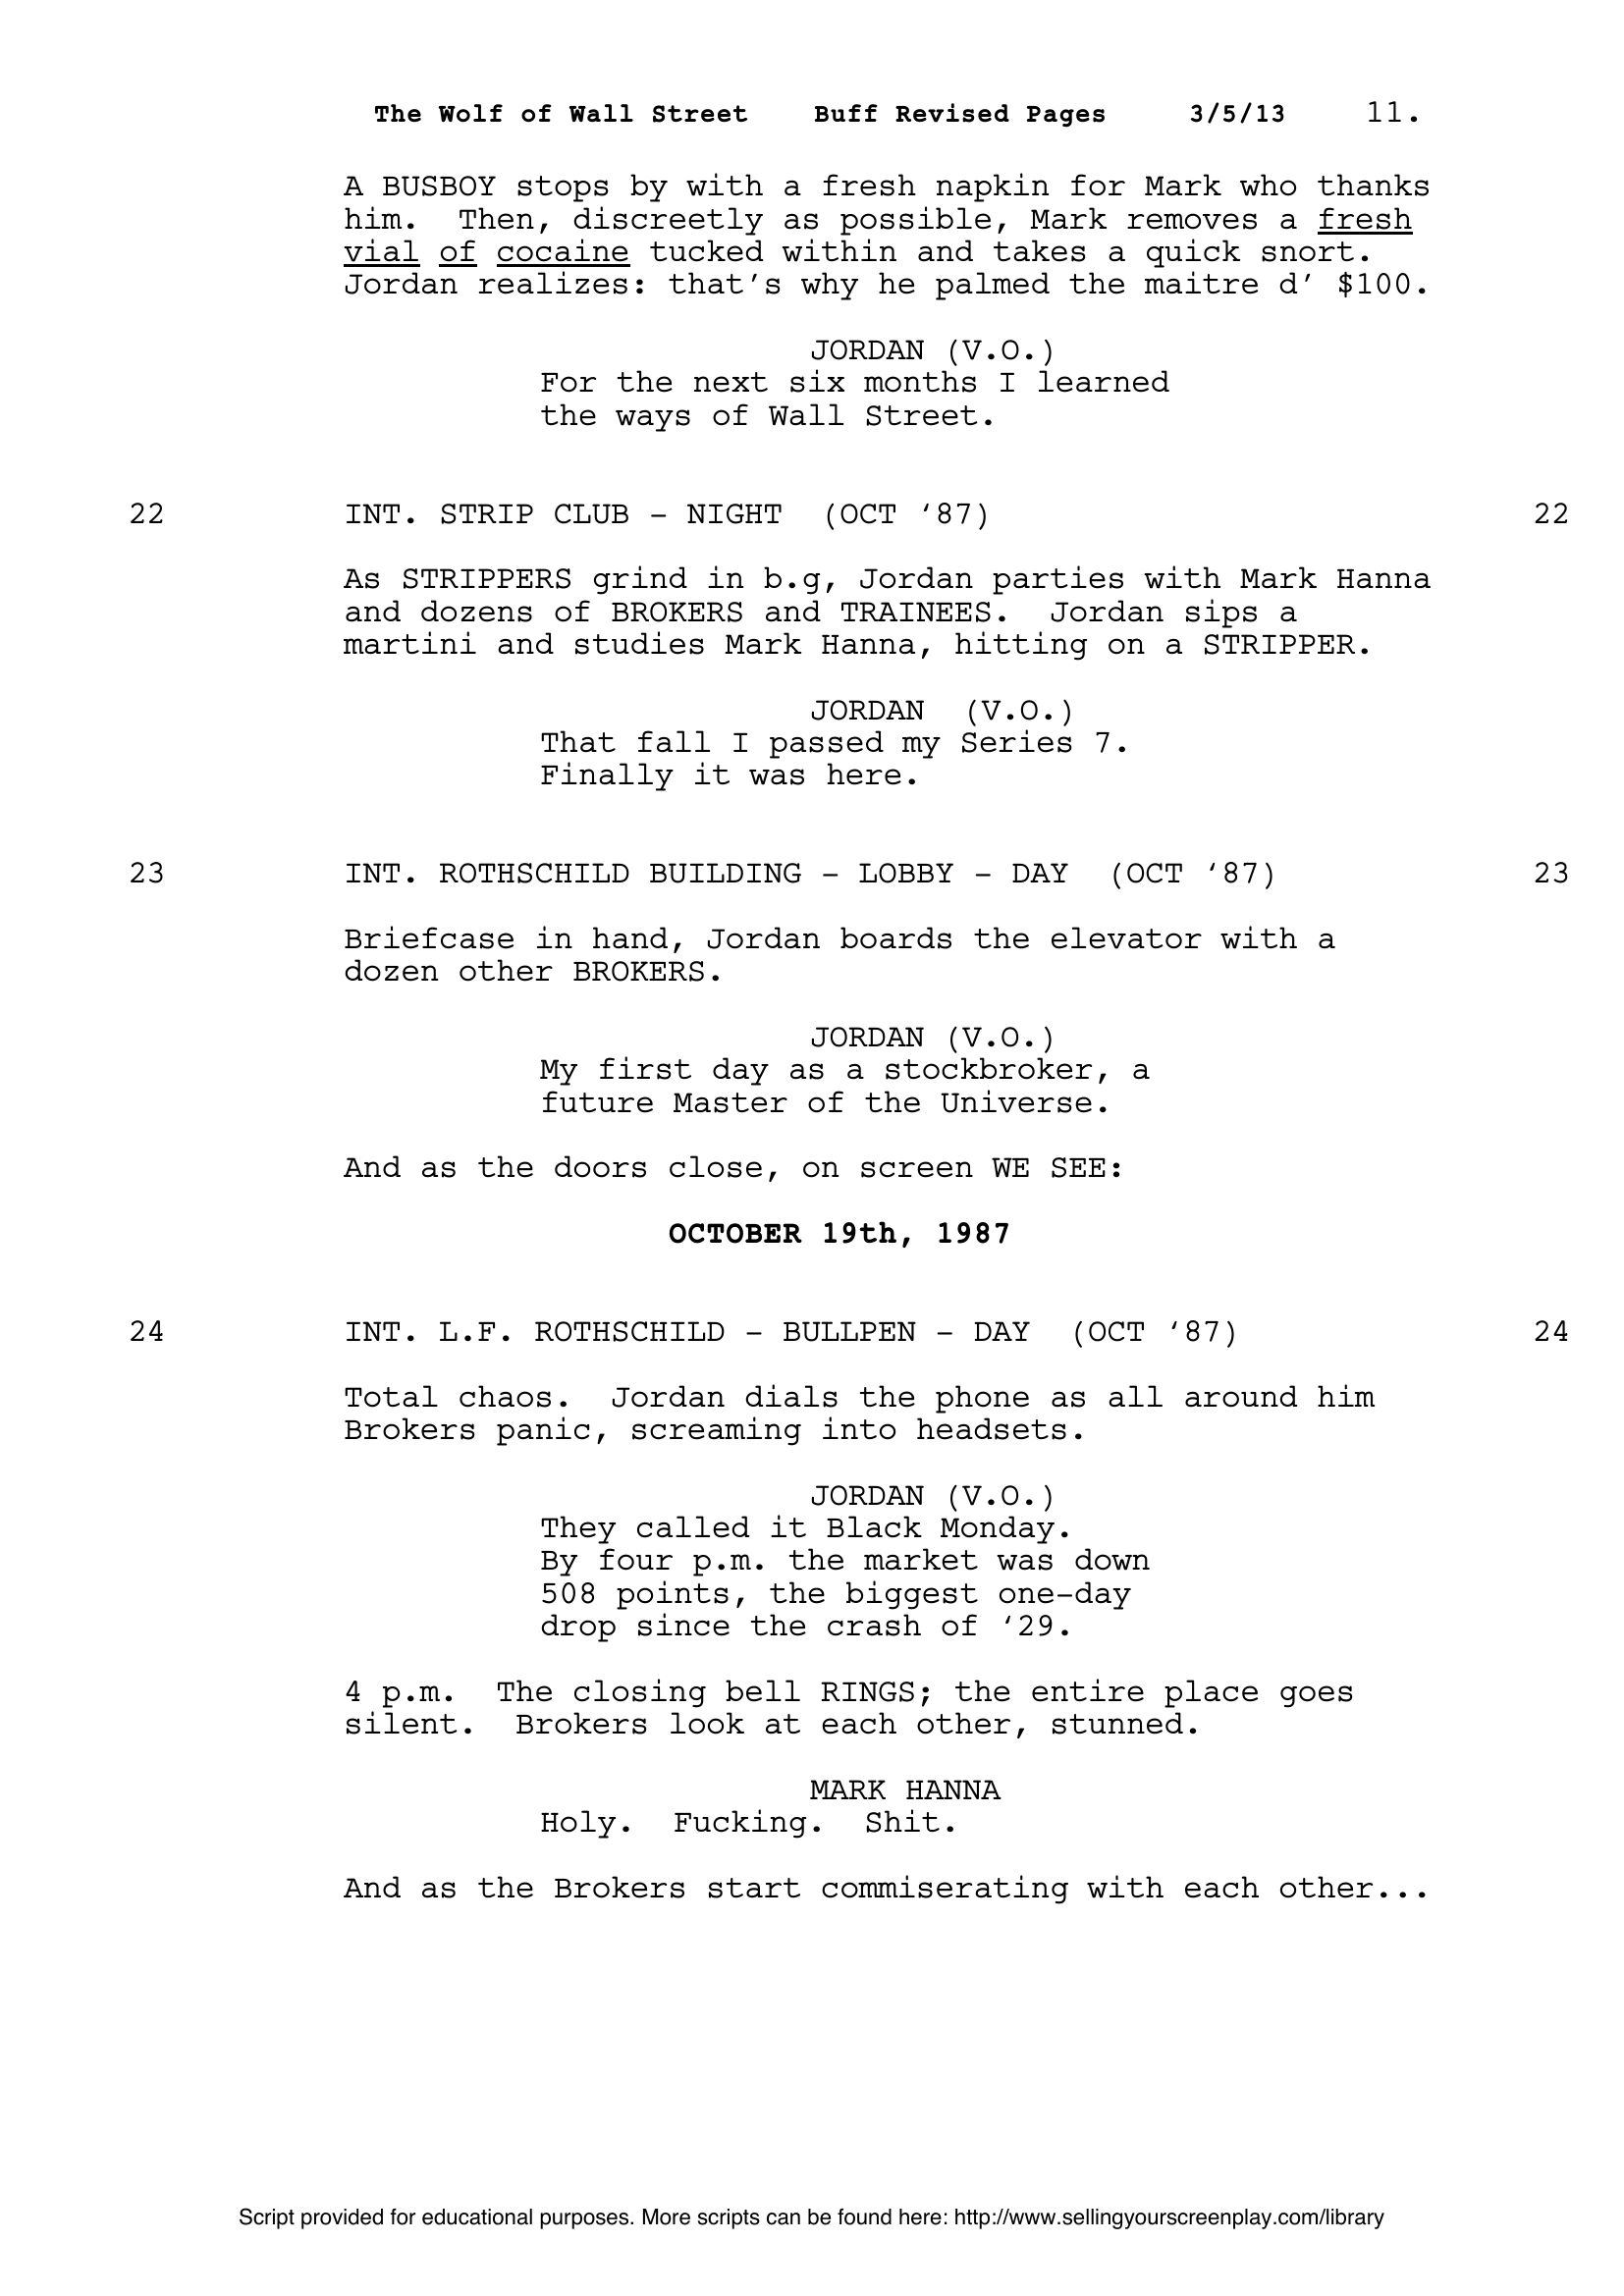 The Wolf of Wall Street    Buff Revised Pages    3/5/13    11.
A BUSBOY stops by with a fresh napkin for Mark who thanks
him.  Then, discreetly as possible, Mark removes a fresh
vial of cocaine tucked within and takes a quick snort.
Jordan realizes: that’s why he palmed the maitre d’ $100.
JORDAN (V.O.)
For the next six months I learned
the ways of Wall Street.
22    INT. STRIP CLUB – NIGHT  (OCT ‘87)    22
As STRIPPERS grind in b.g, Jordan parties with Mark Hanna
and dozens of BROKERS and TRAINEES.  Jordan sips a
martini and studies Mark Hanna, hitting on a STRIPPER.
JORDAN  (V.O.)
That fall I passed my Series 7.
Finally it was here.
23    INT. ROTHSCHILD BUILDING – LOBBY – DAY  (OCT ‘87)    23
Briefcase in hand, Jordan boards the elevator with a
dozen other BROKERS.
JORDAN (V.O.)
My first day as a stockbroker, a
future Master of the Universe.
And as the doors close, on screen WE SEE:
OCTOBER 19th, 1987
24    INT. L.F. ROTHSCHILD – BULLPEN – DAY  (OCT ‘87)    24
Total chaos.  Jordan dials the phone as all around him
Brokers panic, screaming into headsets.
JORDAN (V.O.)
They called it Black Monday.
By four p.m. the market was down
508 points, the biggest one-day
drop since the crash of ‘29.
4 p.m.  The closing bell RINGS; the entire place goes
silent.  Brokers look at each other, stunned.
MARK HANNA
Holy.  Fucking.  Shit.
And as the Brokers start commiserating with each other...
Script provided for educational purposes. More scripts can be found here: http://www.sellingyourscreenplay.com/library